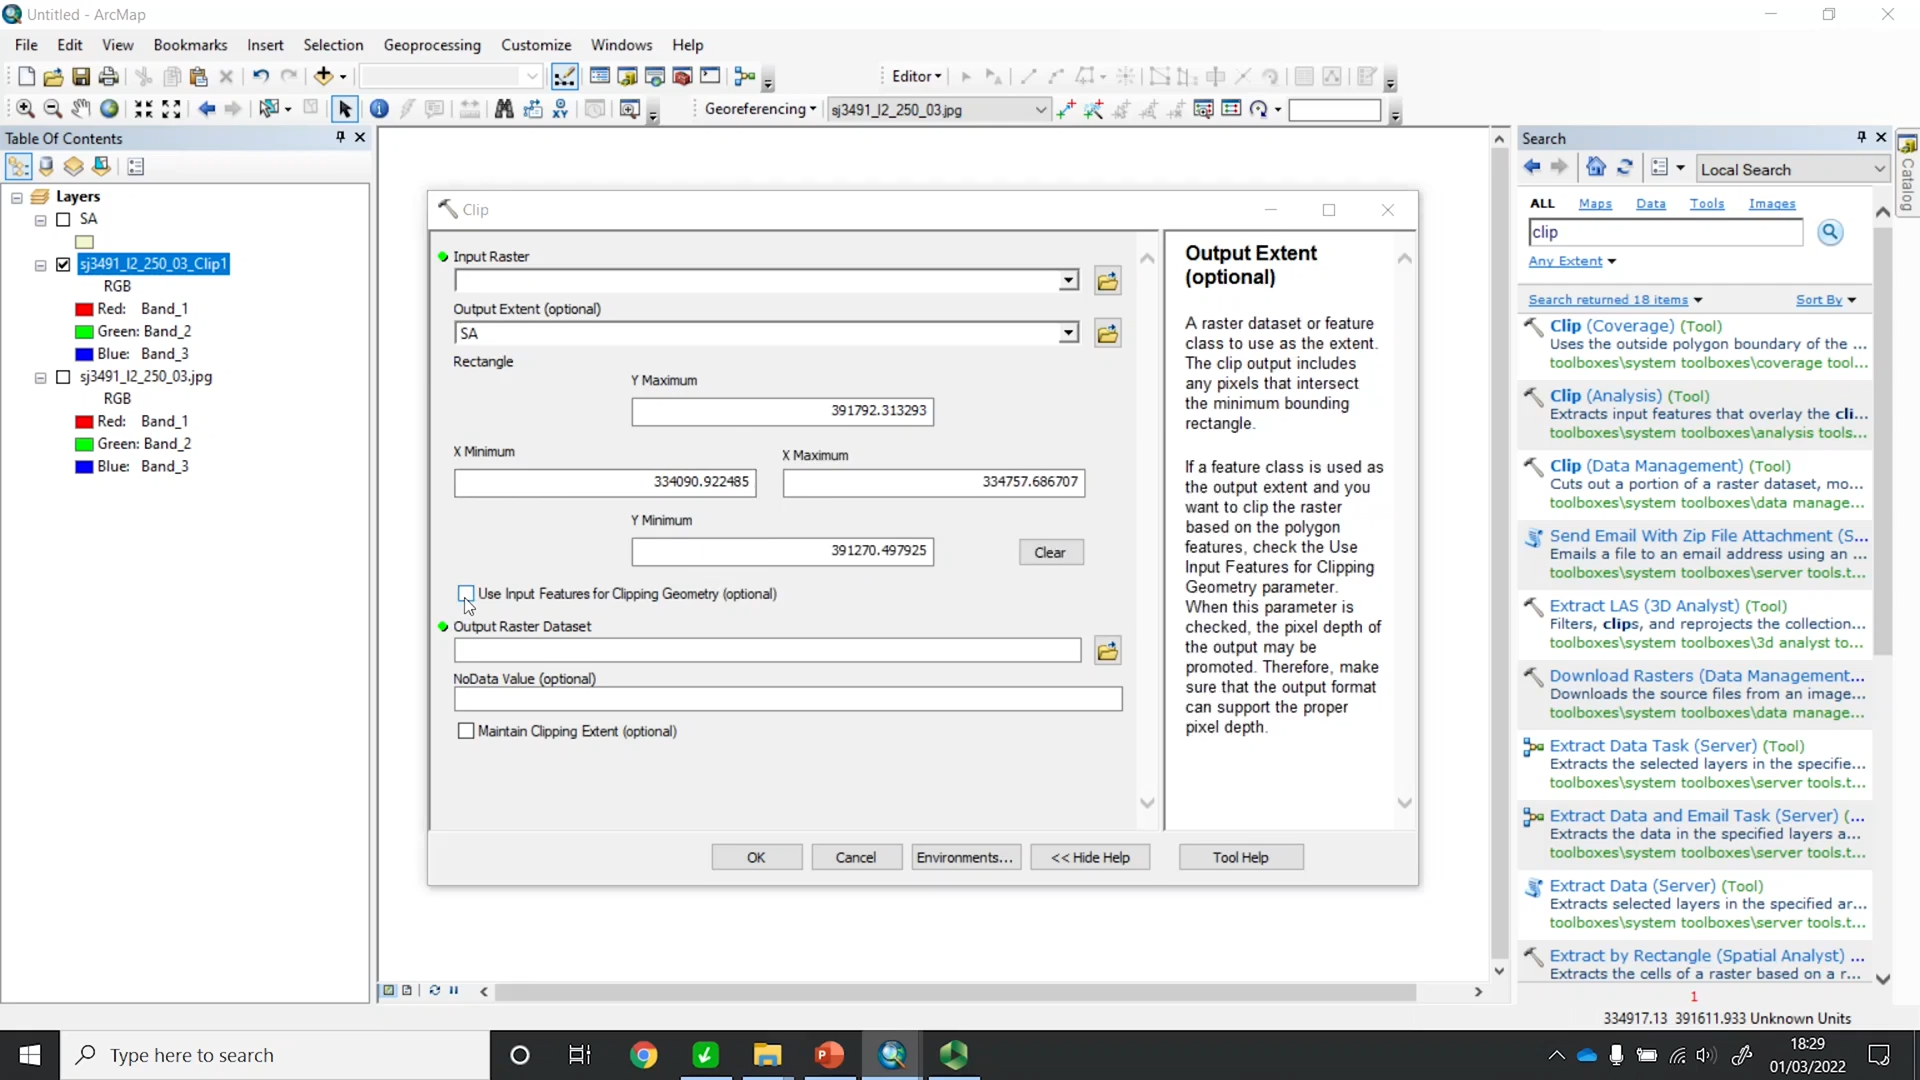 Untitled - ArcMap
File Edit View Bookmarks Insert Selection Geoprocessing Customize Windows Help
Editor
Georeferencing sj3491_I2_250_03.jpg
Table Of Contents
Layers
SA
sj3491_I2_250_03_Clip1
RGB
Red: Band_1
Green: Band_2
Blue: Band_3
sj3491_I2_250_03.jpg
RGB
Red: Band_1
Green: Band_2
Blue: Band_3
Clip
Input Raster
Output Extent (optional)
SA
Rectangle
Y Maximum
391792.313293
X Minimum
X Maximum
334090.922485
334757.686707
Y Minimum
391270.497925
Clear
Use Input Features for Clipping Geometry (optional)
Output Raster Dataset
NoData Value (optional)
Maintain Clipping Extent (optional)
OK Cancel Environments... << Hide Help Tool Help
Output Extent
(optional)
A raster dataset or feature
class to use as the extent.
The clip output includes
any pixels that intersect
the minimum bounding
rectangle.
If a feature class is used as
the output extent and you
want to clip the raster
based on the polygon
features, check the Use
Input Features for Clipping
Geometry parameter.
When this parameter is
checked, the pixel depth of
the output may be
promoted. Therefore, make
sure that the output format
can support the proper
pixel depth.
Search
Catalog
Local Search
ALL Maps Data Tools Images
clip
Any Extent
Search returned 18 items Sort By
Clip (Coverage) (Tool)
Uses the outside polygon boundary of the ...
toolboxes\system toolboxes\coverage tool...
Clip (Analysis) (Tool)
Extracts input features that overlay the cli...
toolboxes\system toolboxes\analysis tools...
Clip (Data Management) (Tool)
Cuts out a portion of a raster dataset, mo...
toolboxes\system toolboxes\data manage...
Send Email With Zip File Attachment (S...
Emails a file to an email address using an ...
toolboxes\system toolboxes\server tools.t...
Extract LAS (3D Analyst) (Tool)
Filters, clips, and reprojects the collection...
toolboxes\system toolboxes\3d analyst to...
Download Rasters (Data Management...
Downloads the source files from an image...
toolboxes\system toolboxes\data manage...
Extract Data Task (Server) (Tool)
Extracts the selected layers in the specifie...
toolboxes\system toolboxes\server tools.t...
Extract Data and Email Task (Server) (...
Extracts the data in the specified layers a...
toolboxes\system toolboxes\server tools.t...
Extract Data (Server) (Tool)
Extracts selected layers in the specified ar...
toolboxes\system toolboxes\server tools.t...
Extract by Rectangle (Spatial Analyst) ...
Extracts the cells of a raster based on a r...
1
334917.13 391611.933 Unknown Units
Type here to search
18:29
01/03/2022